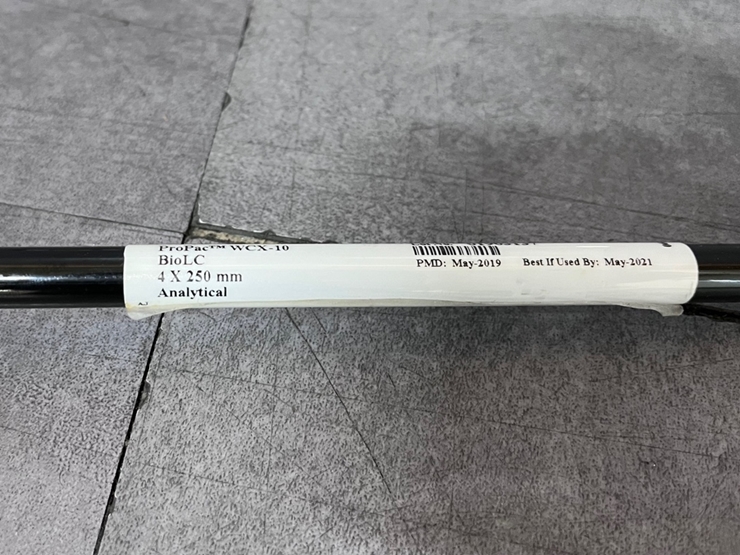 ProPac™ WCX-10
BioLC
4 X 250 mm
Analytical
PMD: May-2019 Best If Used By: May-2021